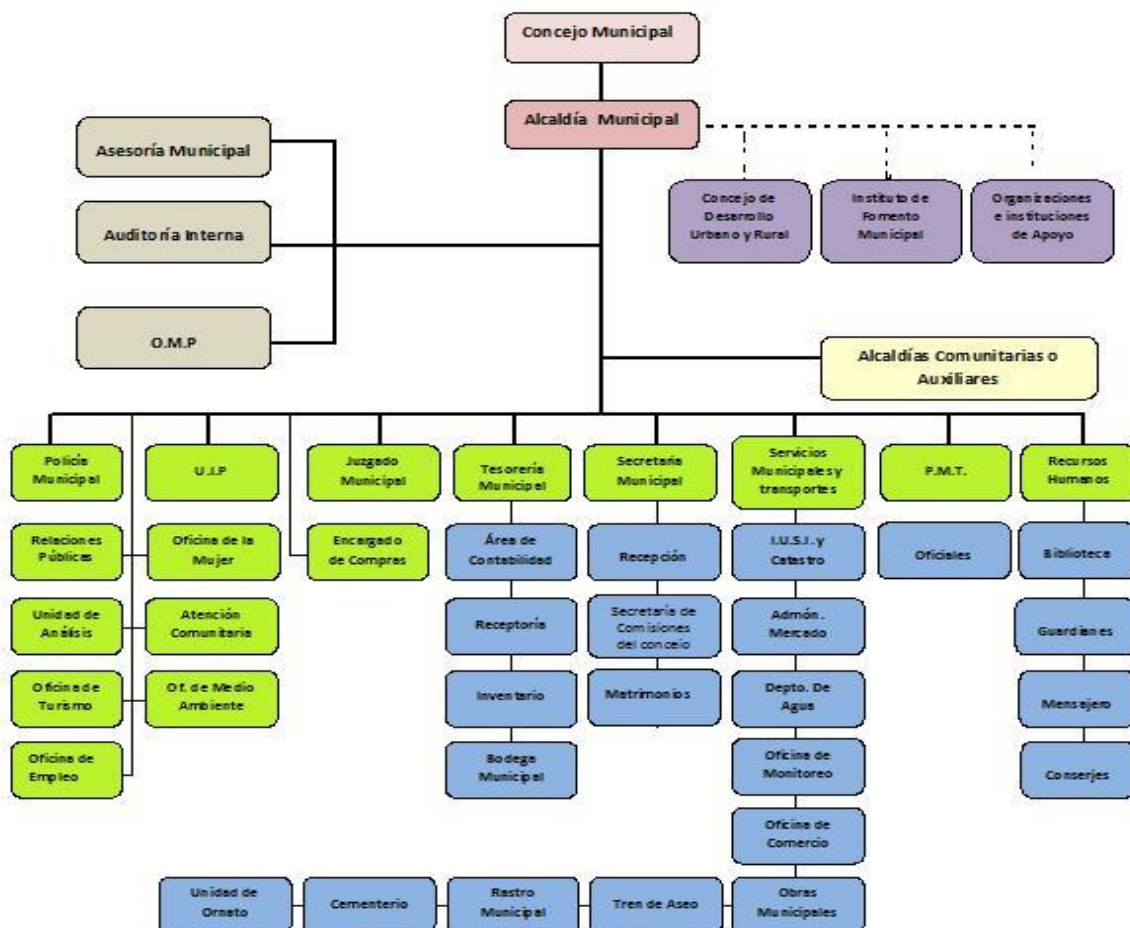 Concejo Municipal
Alcaldía Municipal
Asesoría Municipal
Auditoría Interna
O.M.P
Concejo de
Desarrollo
Urbano y Rural
Instituto de
Fomento
Municipal
Organizaciones
e instituciones
de Apoyo
Alcaldías Comunitarias o
Auxiliares
Policía
Municipal
U.I.P
Juzgado
Municipal
Tesorería
Municipal
Secretaria
Municipal
Servicios
Municipales y
transportes
P.M.T.
Recursos
Humanos
Relaciones
Públicas
Oficina de la
Mujer
Encargado
de Compras
Área de
Contabilidad
Recepción
I.U.S.I. y
Catastro
Oficiales
Biblioteca
Unidad de
Análisis
Atención
Comunitaria
Receptoría
Secretaría de
Comisiones
del concejo
Admón.
Mercado
Guardianes
Oficina de
Turismo
Of. de Medio
Ambiente
Inventario
Matrimonios
Depto. De
Agua
Mensajero
Oficina de
Empleo
Bodega
Municipal
Oficina de
Monitoreo
Conserjes
Oficina de
Comercio
Unidad de
Ornato
Cementerio
Rastro
Municipal
Tren de Aseo
Obras
Municipales